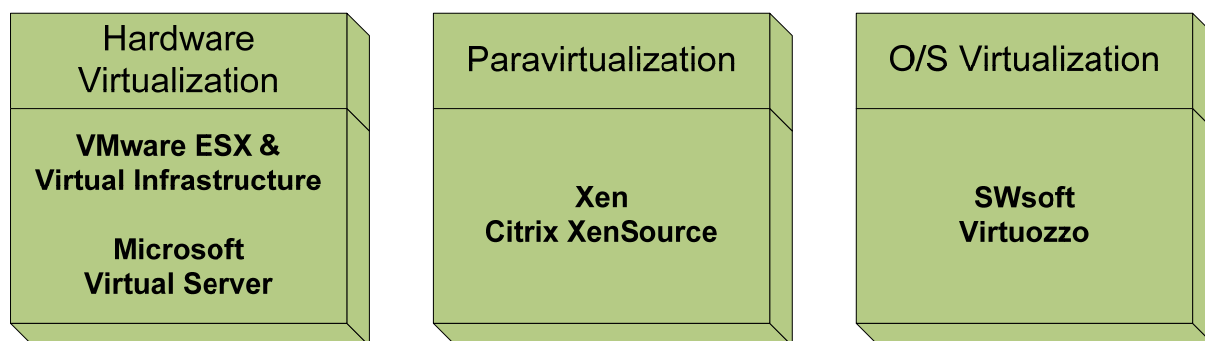 Hardware
Virtualization
VMware ESX &
Virtual Infrastructure
Microsoft
Virtual Server
Paravirtualization
Xen
Citrix XenSource
O/S Virtualization
SWsoft
Virtuozzo